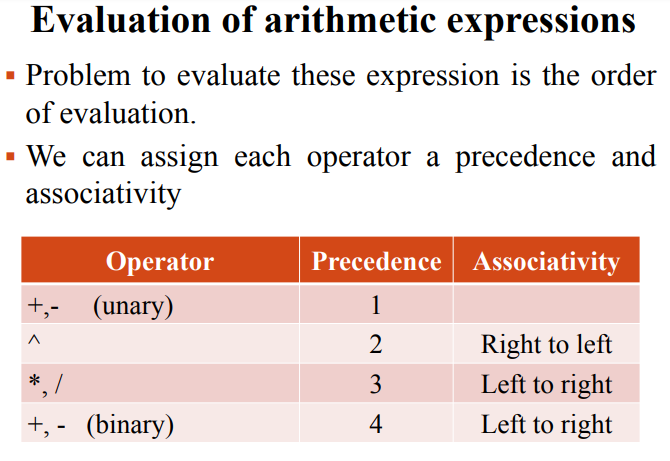 Evaluation of arithmetic expressions
▪ Problem to evaluate these expression is the order
of evaluation.
▪ We can assign each operator a precedence and
associativity
Operator Precedence Associativity
+,- (unary) 1
^ 2 Right to left
*, / 3 Left to right
+, - (binary) 4 Left to right